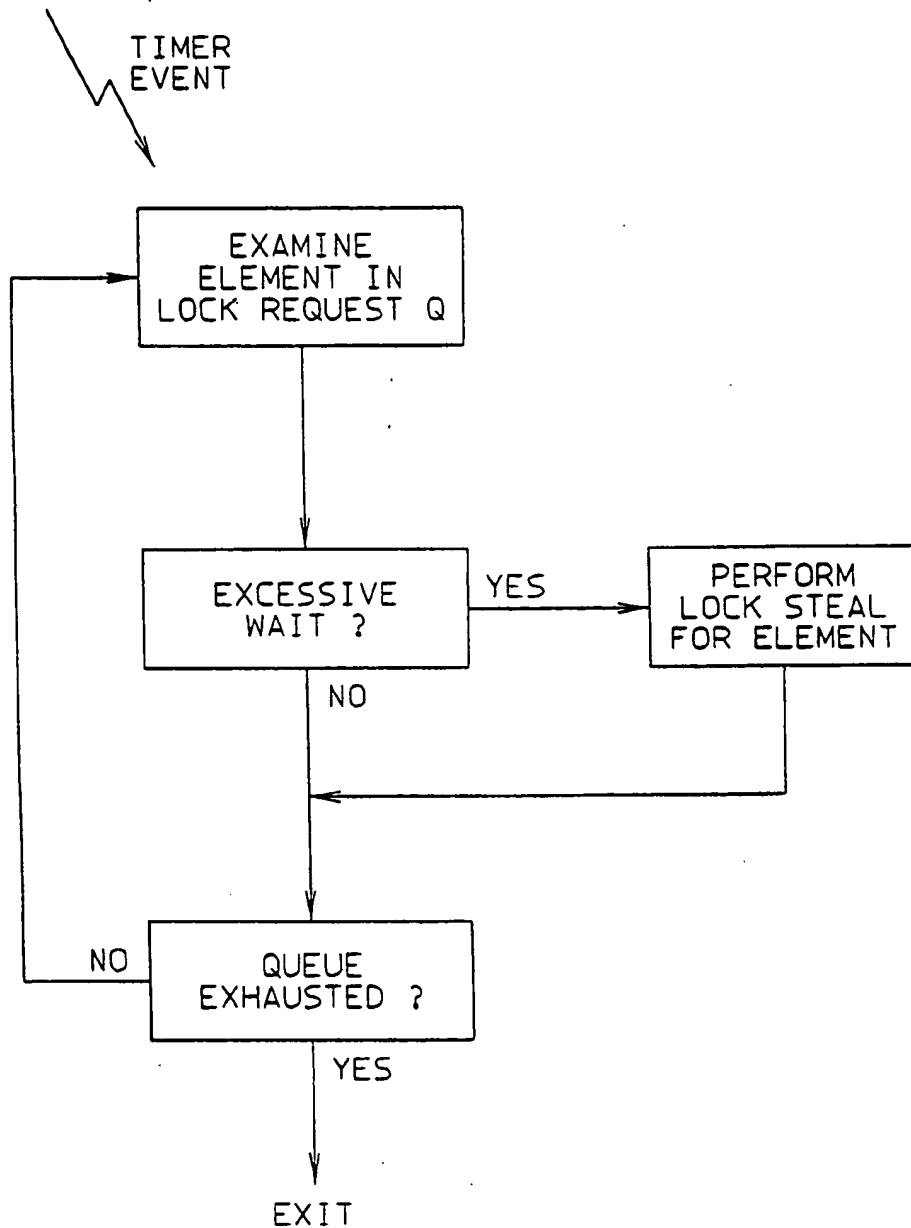 TIMER
EVENT
EXAMINE
ELEMENT IN
LOCK REQUEST Q
EXCESSIVE
WAIT ?
YES
PERFORM
LOCK STEAL
FOR ELEMENT
NO
NO
QUEUE
EXHAUSTED ?
YES
EXIT